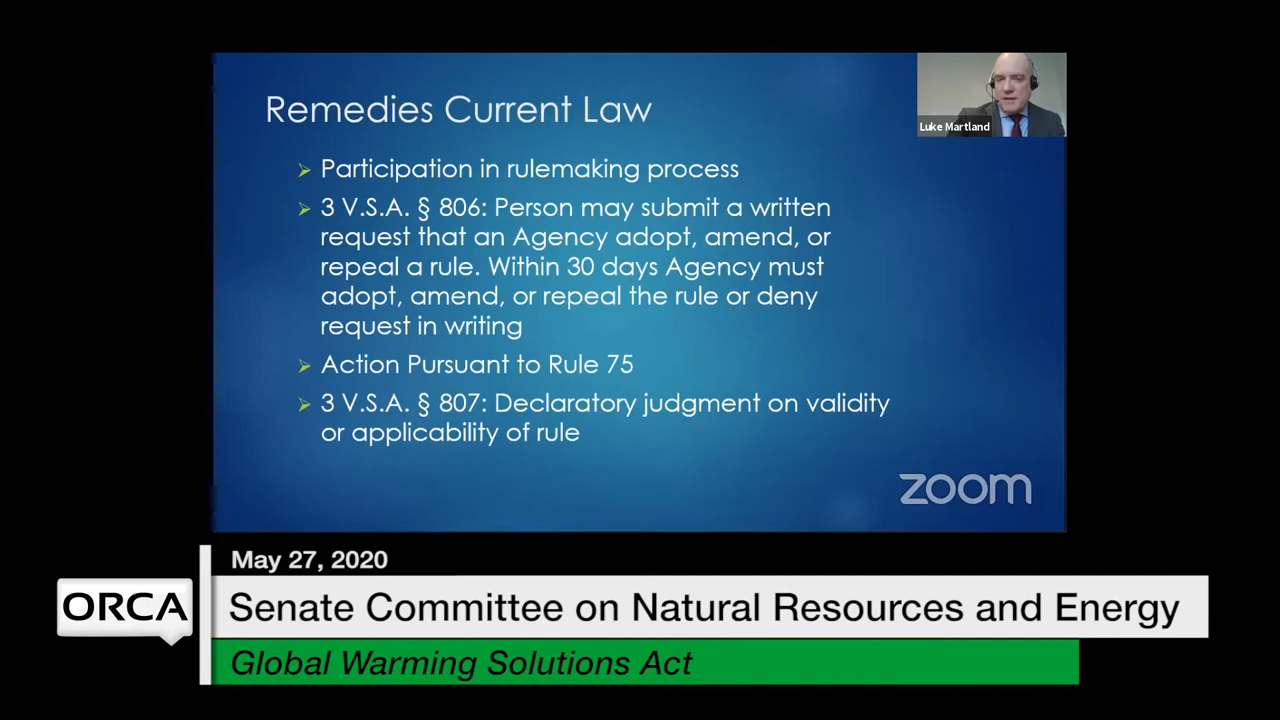 Remedies Current Law
Luke Martland
Participation in rulemaking process
3 V.S.A. § 806: Person may submit a written
request that an Agency adopt, amend, or
repeal a rule. Within 30 days Agency must
adopt, amend, or repeal the rule or deny
request in writing
Action Pursuant to Rule 75
3 V.S.A. § 807: Declaratory judgment on validity
or applicability of rule
zoom
May 27, 2020
ORCA
Senate Committee on Natural Resources and Energy
Global Warming Solutions Act